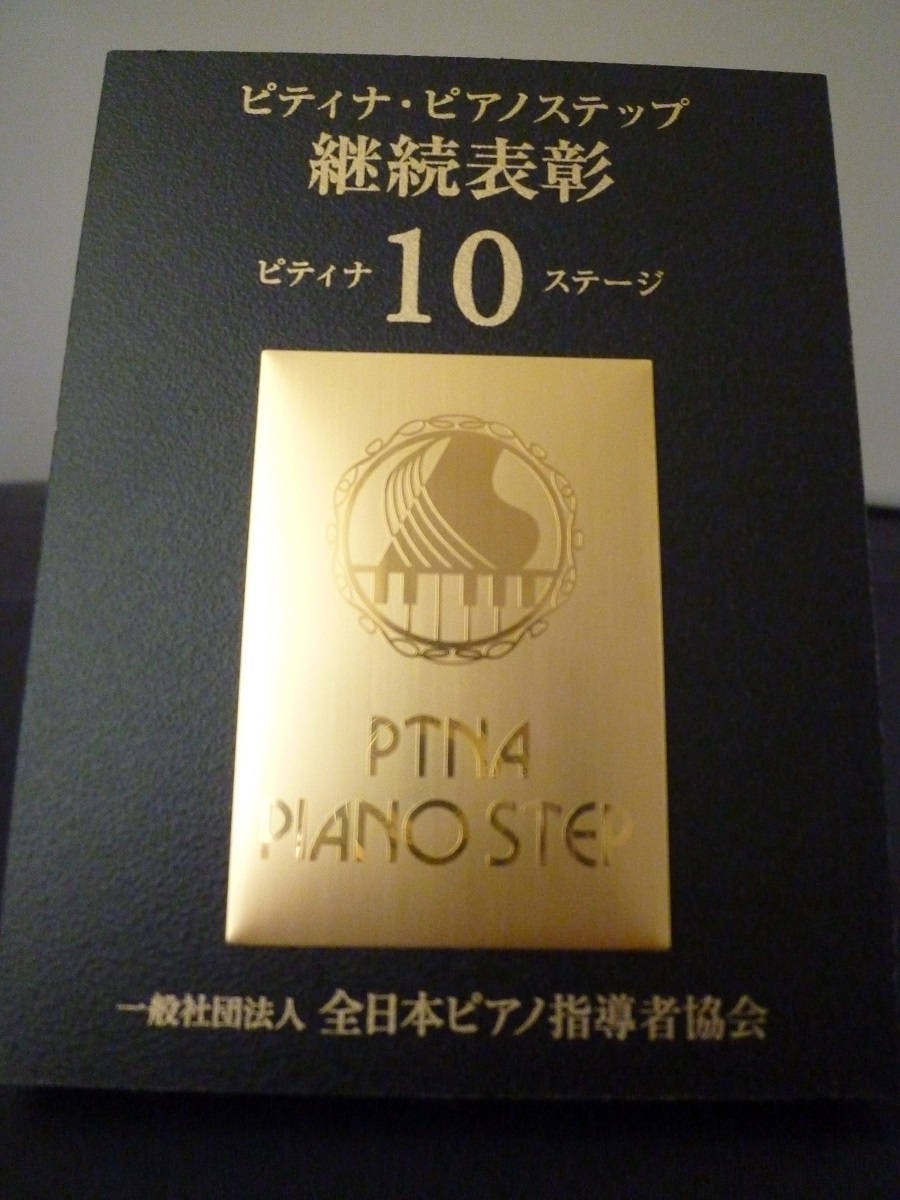 ピティナ・ピアノステップ
継続表彰
ピティナ 10 ステージ
PTNA
PIANO STEP
一般社団法人 全日本ピアノ指導者協会